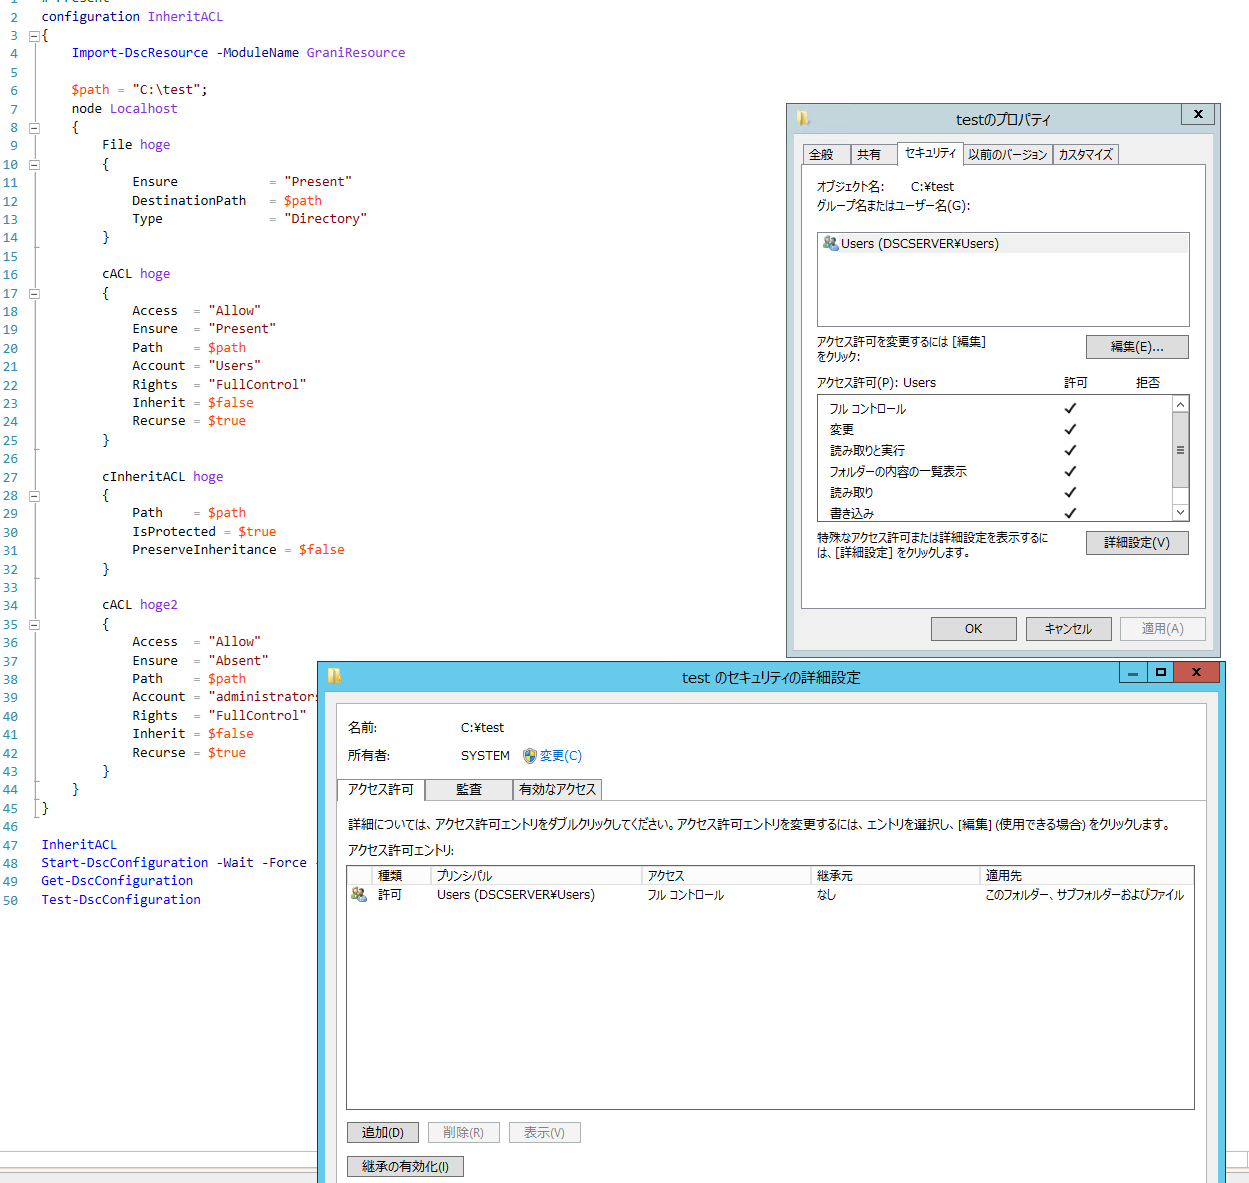 1 # Present
2 configuration InheritACL
3 {
4 Import-DscResource -ModuleName GraniResource
5
6 $path = "C:\test";
7 node Localhost
8 {
9 File hoge
10 {
11 Ensure = "Present"
12 DestinationPath = $path
13 Type = "Directory"
14 }
15
16 cACL hoge
17 {
18 Access = "Allow"
19 Ensure = "Present"
20 Path = $path
21 Account = "Users"
22 Rights = "FullControl"
23 Inherit = $false
24 Recurse = $true
25 }
26
27 cInheritACL hoge
28 {
29 Path = $path
30 IsProtected = $true
31 PreserveInheritance = $false
32 }
33
34 cACL hoge2
35 {
36 Access = "Allow"
37 Ensure = "Absent"
38 Path = $path
39 Account = "administrators
40 Rights = "FullControl"
41 Inherit = $false
42 Recurse = $true
43 }
44 }
45 }
46
47 InheritACL
48 Start-DscConfiguration -Wait -Force -
49 Get-DscConfiguration
50 Test-DscConfiguration
testのプロパティ
全般 共有 セキュリティ 以前のバージョン カスタマイズ
オブジェクト名: C:¥test
グループ名またはユーザー名(G):
Users (DSCSERVER¥Users)
アクセス許可を変更するには [編集]
をクリック:
編集(E)...
アクセス許可(P): Users 許可 拒否
フル コントロール
変更
読み取りと実行
フォルダーの内容の一覧表示
読み取り
書き込み
特殊なアクセス許可または詳細設定を表示するに
は、[詳細設定] をクリックします。
詳細設定(V)
OK キャンセル 適用(A)
test のセキュリティの詳細設定
名前: C:¥test
所有者: SYSTEM 変更(C)
アクセス許可 監査 有効なアクセス
詳細については、アクセス許可エントリをダブルクリックしてください。アクセス許可エントリを変更するには、エントリを選択し、[編集] (使用できる場合) をクリックします。
アクセス許可エントリ:
種類 プリンシパル アクセス 継承元 適用先
許可 Users (DSCSERVER¥Users) フル コントロール なし このフォルダー、サブフォルダーおよびファイル
追加(D) 削除(R) 表示(V)
継承の有効化(I)